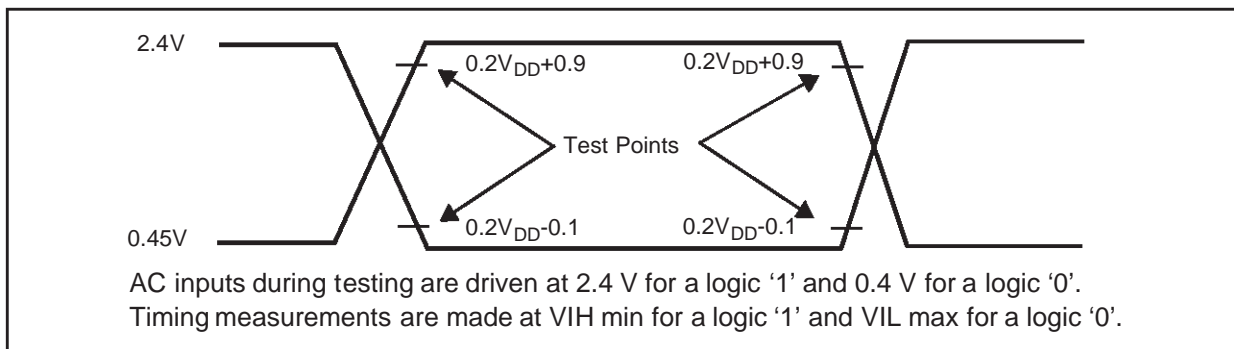 2.4V
0.2VDD+0.9 0.2VDD+0.9
Test Points
0.2VDD-0.1 0.2VDD-0.1
0.45V
AC inputs during testing are driven at 2.4 V for a logic ‘1’ and 0.4 V for a logic ‘0’.
Timing measurements are made at VIH min for a logic ‘1’ and VIL max for a logic ‘0’.